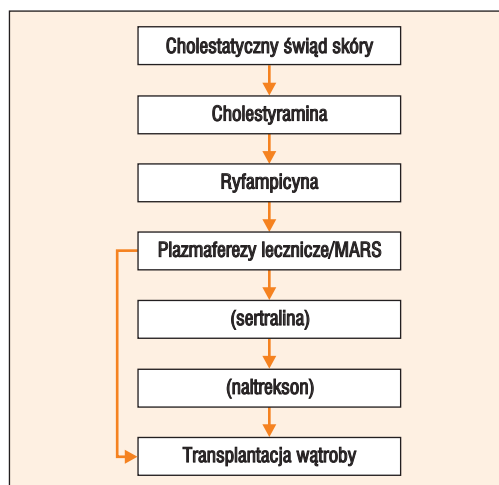 Cholestatyczny świąd skóry
Cholestyramina
Ryfampicyna
Plazmaferezy lecznicze/MARS
(sertralina)
(naltrekson)
Transplantacja wątroby